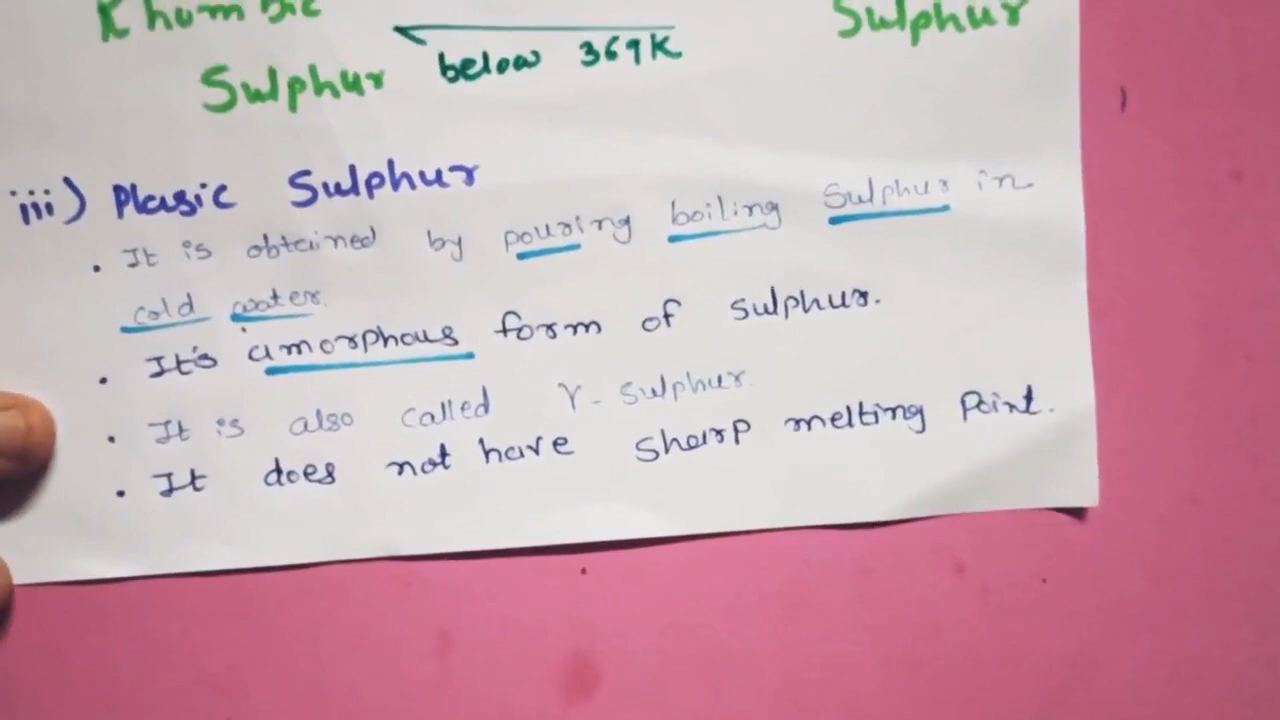 Rhombic
Sulphur
below 369K
Sulphur
iii) Plasic Sulphur
. It is obtained by pouring boiling Sulphur in
cold water.
. It's amorphous form of sulphur.
. It is also called γ- sulphur.
. It does not have sharp melting Point.